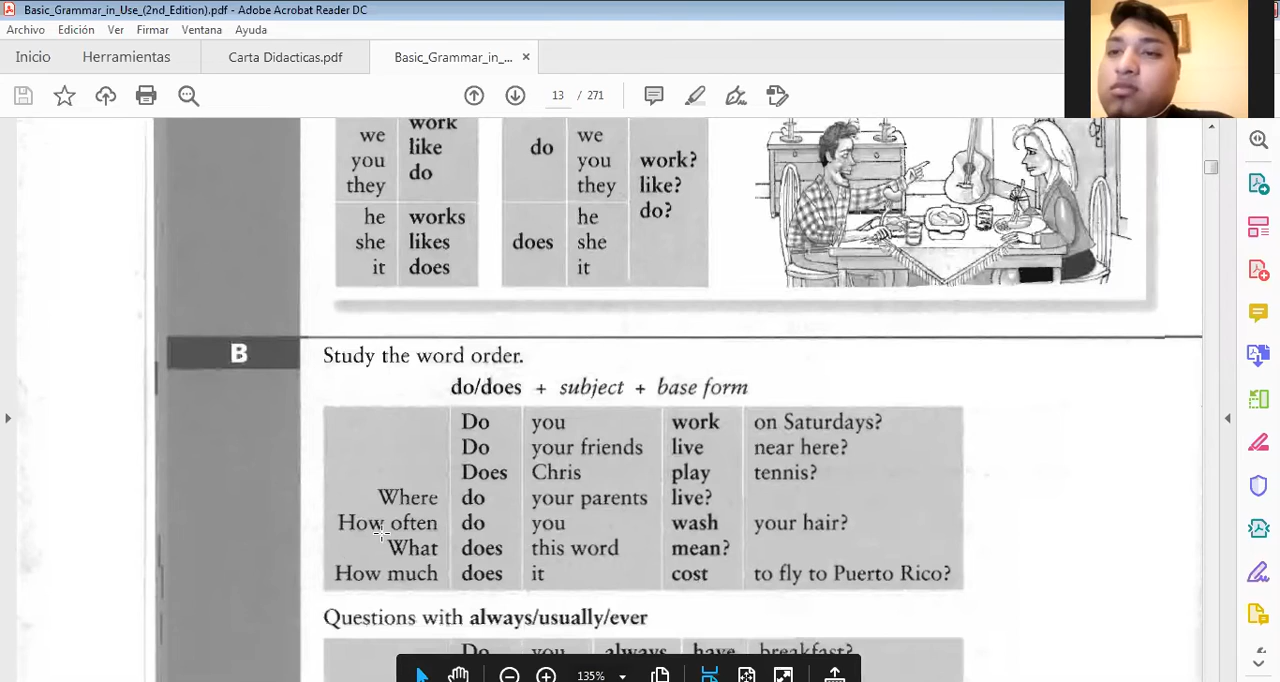 Basic_Grammar_in_Use_(2nd_Edition).pdf - Adobe Acrobat Reader DC
Archivo Edición Ver Firmar Ventana Ayuda
Inicio Herramientas Carta Didacticas.pdf Basic_Grammar_in_... ×
13 / 271
we
you
they
work
like
do
he
she
it
works
likes
does
do
we
you
they
does
he
she
it
work?
like?
do?
B
Study the word order.
do/does + subject + base form
Do you work on Saturdays?
Do your friends live near here?
Does Chris play tennis?
Where do your parents live?
How often do you wash your hair?
What does this word mean?
How much does it cost to fly to Puerto Rico?
Questions with always/usually/ever
Do you always have breakfast?
135%